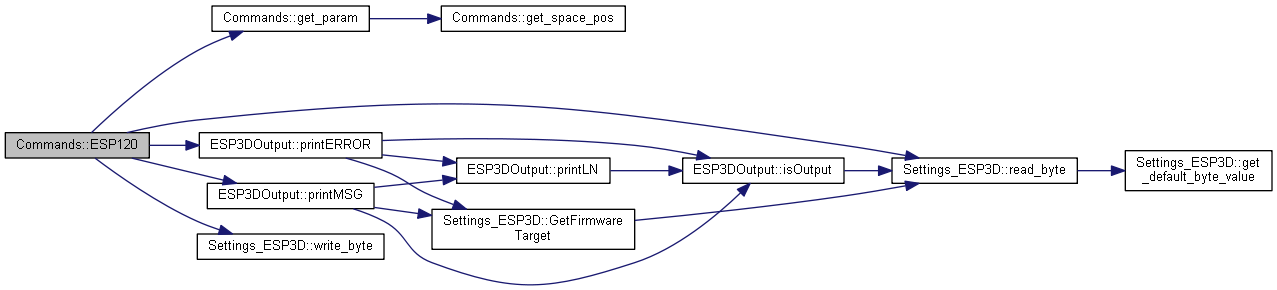 Commands::get_param
Commands::get_space_pos
Commands::ESP120
ESP3DOutput::printERROR
ESP3DOutput::printLN
ESP3DOutput::isOutput
Settings_ESP3D::read_byte
Settings_ESP3D::get
_default_byte_value
ESP3DOutput::printMSG
Settings_ESP3D::GetFirmware
Target
Settings_ESP3D::write_byte